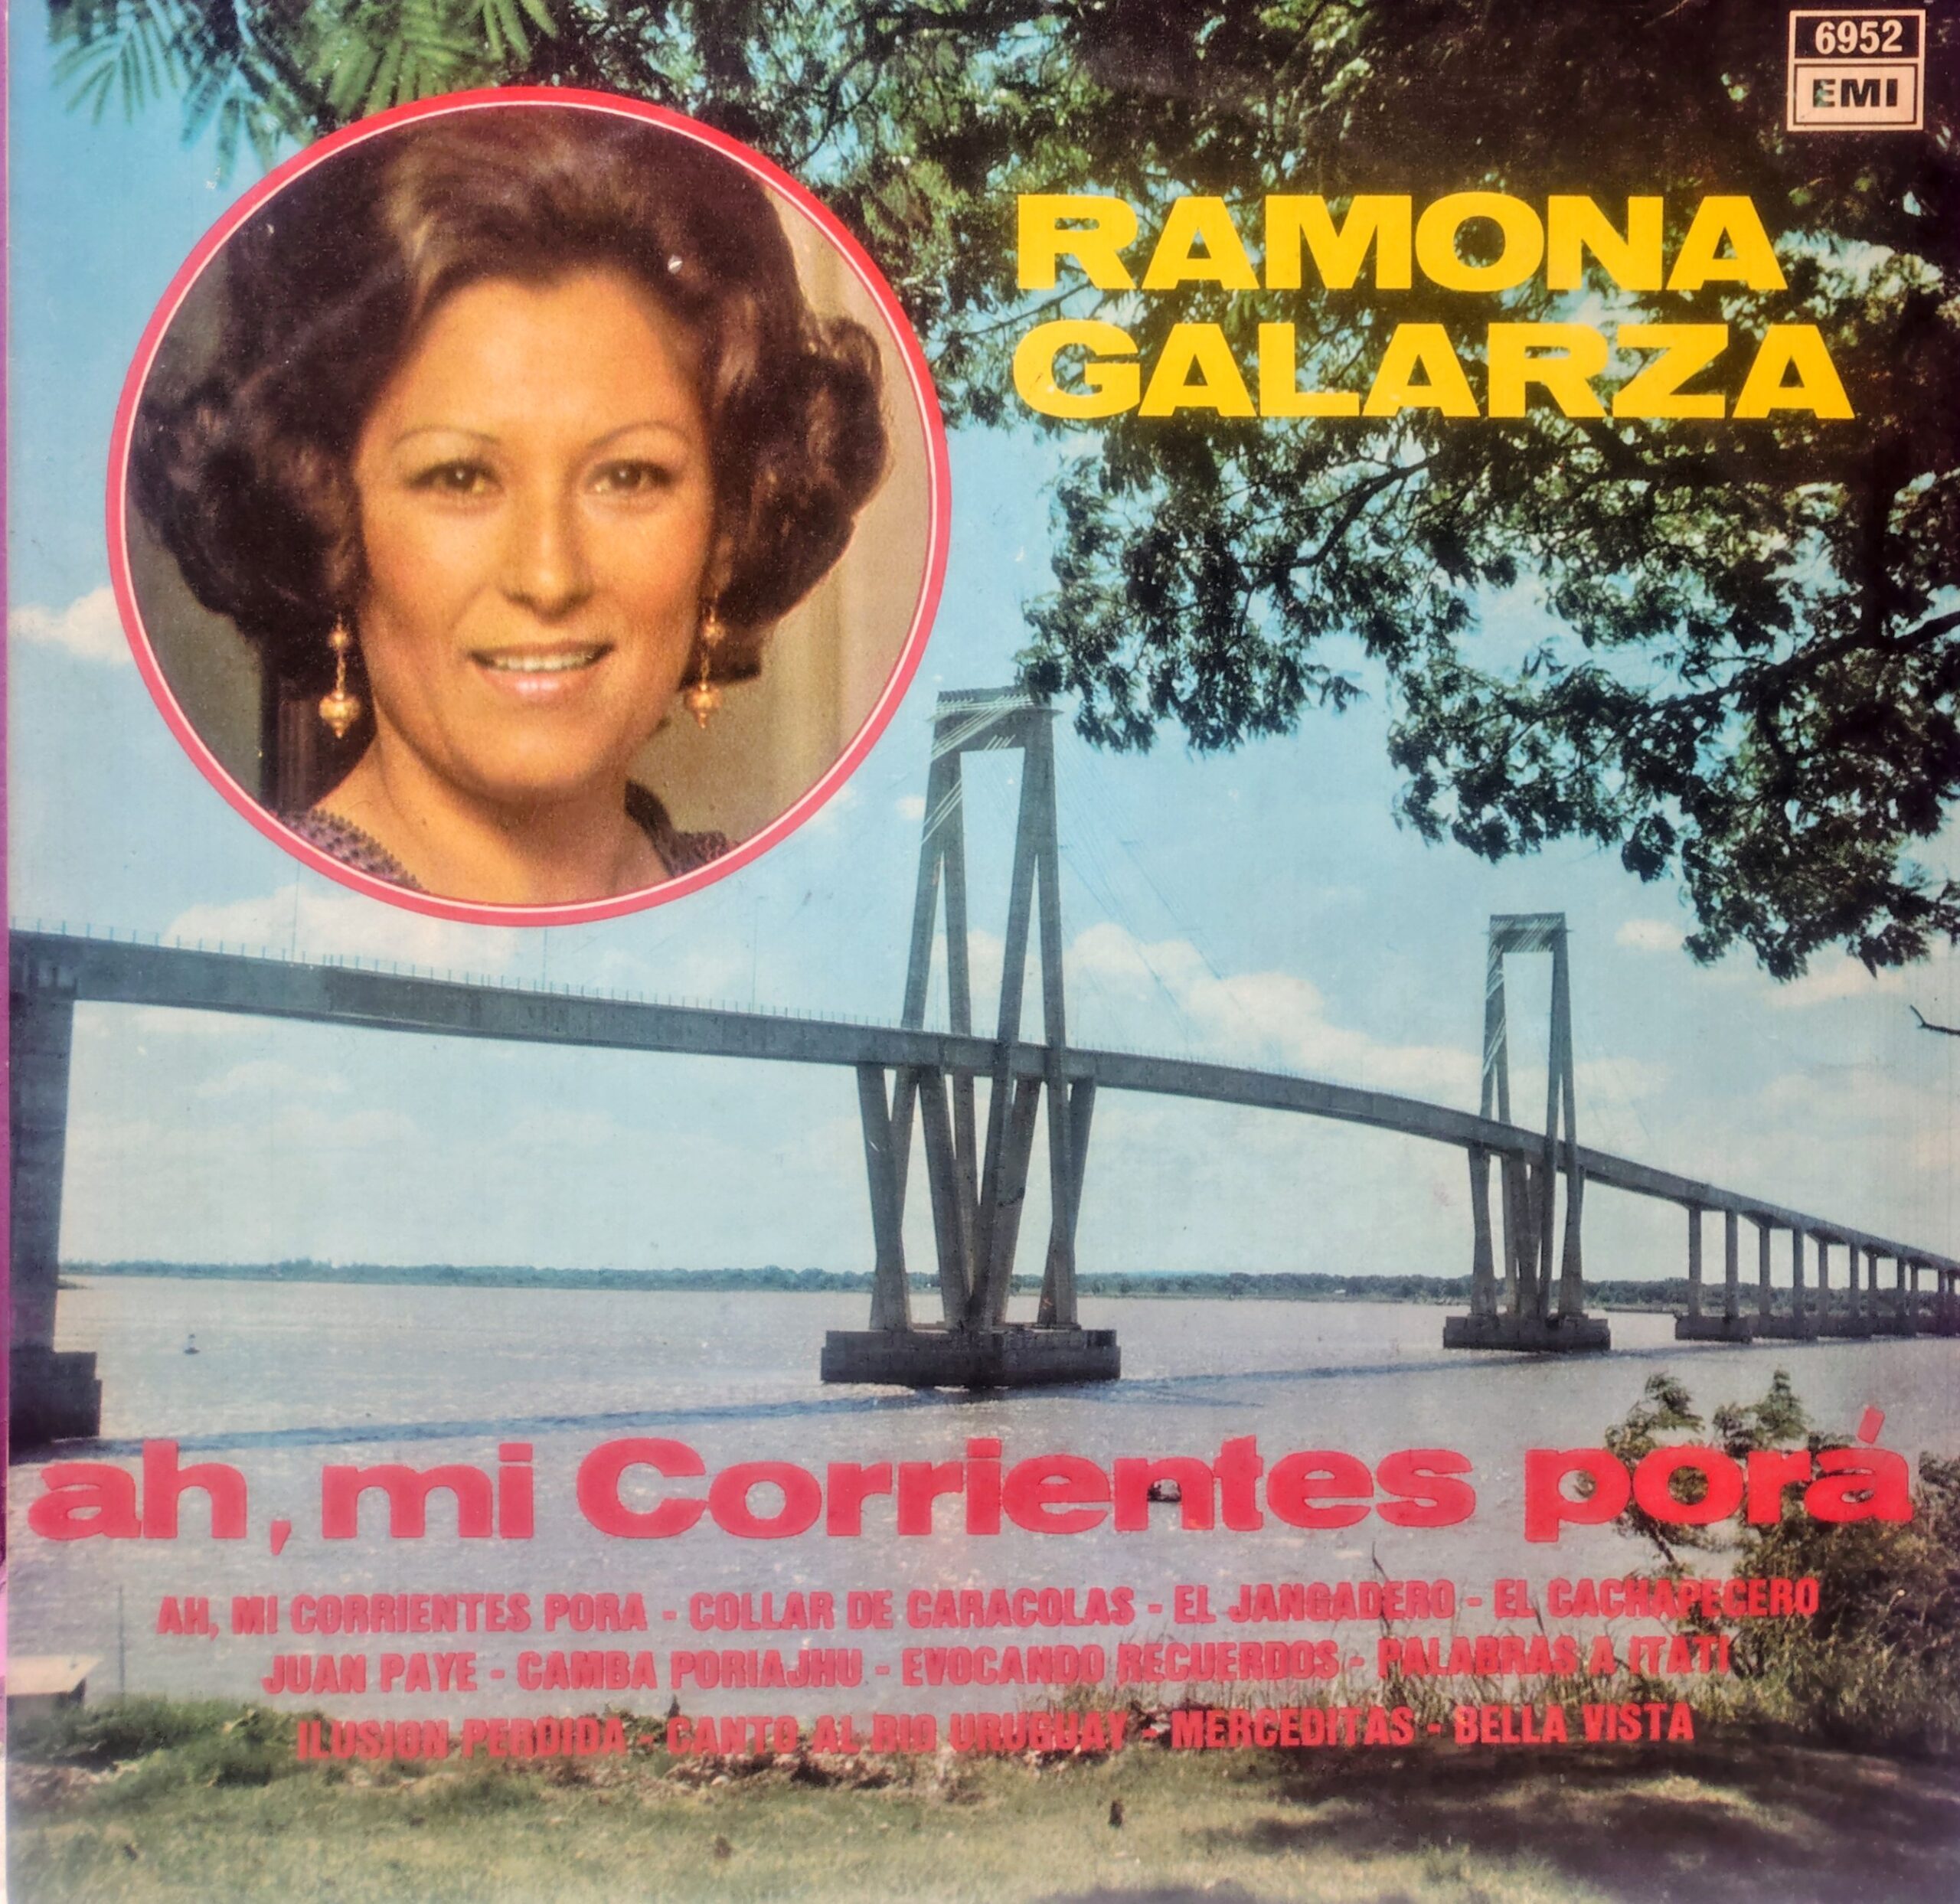 6952
EMI
RAMONA
GALARZA
ah, mi Corrientes porá
AH, MI CORRIENTES PORA - COLLAR DE CARACOLAS - EL JANGADERO - EL CACHAPECERO
JUAN PAYE - CAMBA PORIAJHU - EVOCANDO RECUERDOS - PALABRAS A ITATI
ILUSION PERDIDA - CANTO AL RIO URUGUAY - MERCEDITAS - BELLA VISTA